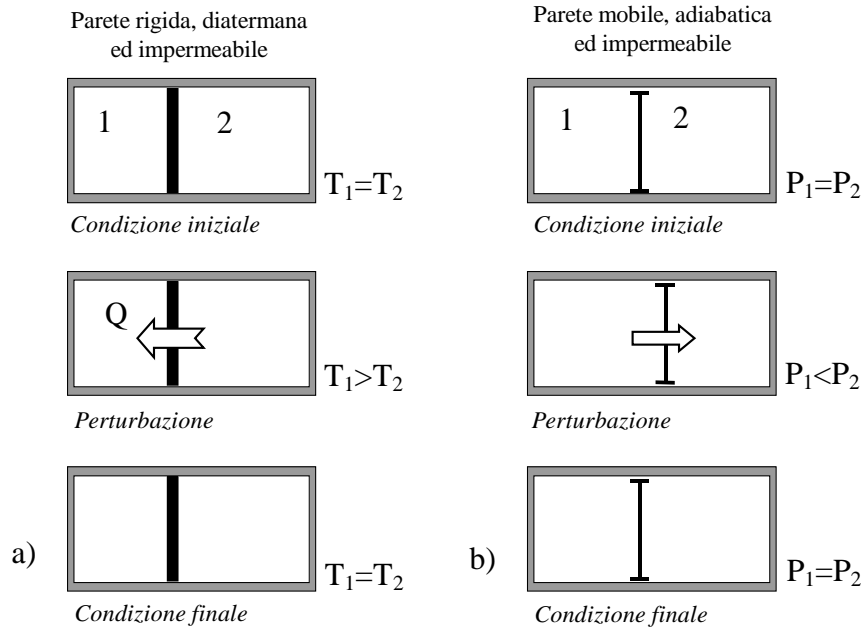 Parete rigida, diatermana
ed impermeabile
1
2
T₁=T₂
Condizione iniziale
Q
T₁>T₂
Perturbazione
a)
T₁=T₂
Condizione finale
Parete mobile, adiabatica
ed impermeabile
1
2
P₁=P₂
Condizione iniziale
P₁<P₂
Perturbazione
b)
P₁=P₂
Condizione finale